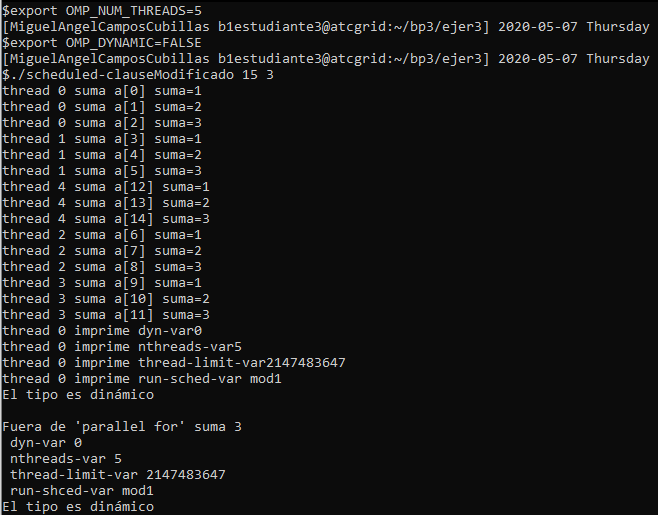 $export OMP_NUM_THREADS=5
[MiguelAngelCamposCubillas b1estudiante3@atcgrid:~/bp3/ejer3] 2020-05-07 Thursday
$export OMP_DYNAMIC=FALSE
[MiguelAngelCamposCubillas b1estudiante3@atcgrid:~/bp3/ejer3] 2020-05-07 Thursday
$./scheduled-clauseModificado 15 3
thread 0 suma a[0] suma=1
thread 0 suma a[1] suma=2
thread 0 suma a[2] suma=3
thread 1 suma a[3] suma=1
thread 1 suma a[4] suma=2
thread 1 suma a[5] suma=3
thread 4 suma a[12] suma=1
thread 4 suma a[13] suma=2
thread 4 suma a[14] suma=3
thread 2 suma a[6] suma=1
thread 2 suma a[7] suma=2
thread 2 suma a[8] suma=3
thread 3 suma a[9] suma=1
thread 3 suma a[10] suma=2
thread 3 suma a[11] suma=3
thread 0 imprime dyn-var0
thread 0 imprime nthreads-var5
thread 0 imprime thread-limit-var2147483647
thread 0 imprime run-sched-var mod1
El tipo es dinámico

Fuera de 'parallel for' suma 3
 dyn-var 0
 nthreads-var 5
 thread-limit-var 2147483647
 run-shced-var mod1
El tipo es dinámico